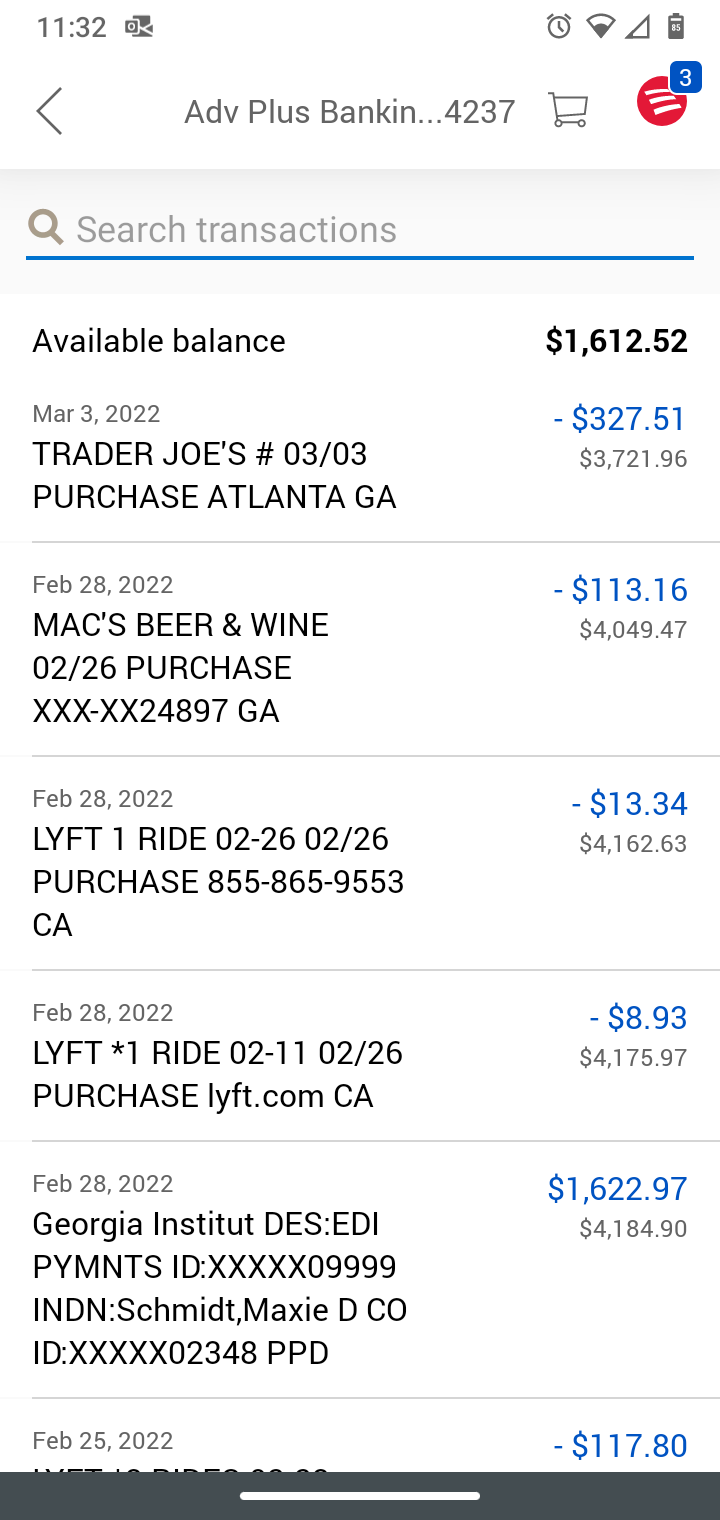 11:32
85
Adv Plus Bankin...4237
3
Search transactions
Available balance $1,612.52
Mar 3, 2022 - $327.51
TRADER JOE'S # 03/03 $3,721.96
PURCHASE ATLANTA GA
Feb 28, 2022 - $113.16
MAC'S BEER & WINE $4,049.47
02/26 PURCHASE
XXX-XX24897 GA
Feb 28, 2022 - $13.34
LYFT 1 RIDE 02-26 02/26 $4,162.63
PURCHASE 855-865-9553
CA
Feb 28, 2022 - $8.93
LYFT *1 RIDE 02-11 02/26 $4,175.97
PURCHASE lyft.com CA
Feb 28, 2022 $1,622.97
Georgia Institut DES:EDI $4,184.90
PYMNTS ID:XXXXX09999
INDN:Schmidt,Maxie D CO
ID:XXXXX02348 PPD
Feb 25, 2022 - $117.80